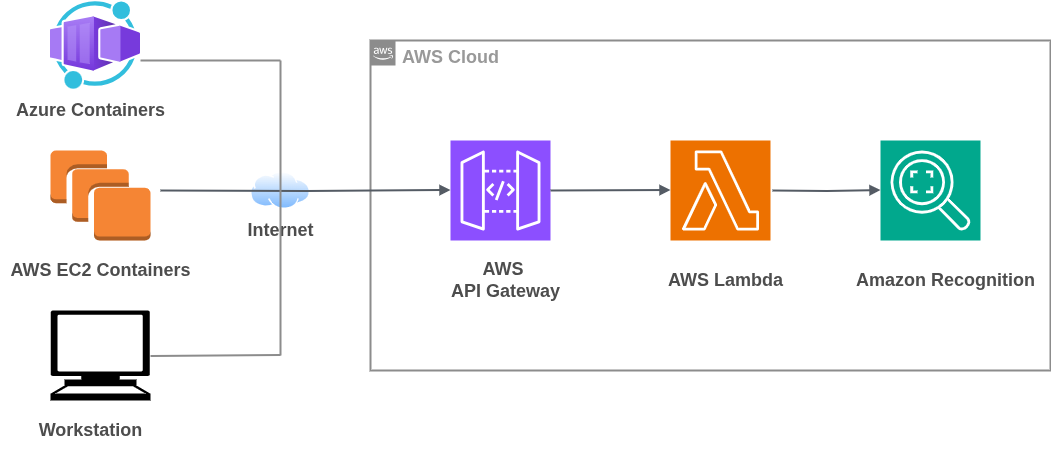 Azure Containers
aws AWS Cloud
AWS EC2 Containers
Internet
AWS
API Gateway
AWS Lambda
Amazon Recognition
Workstation